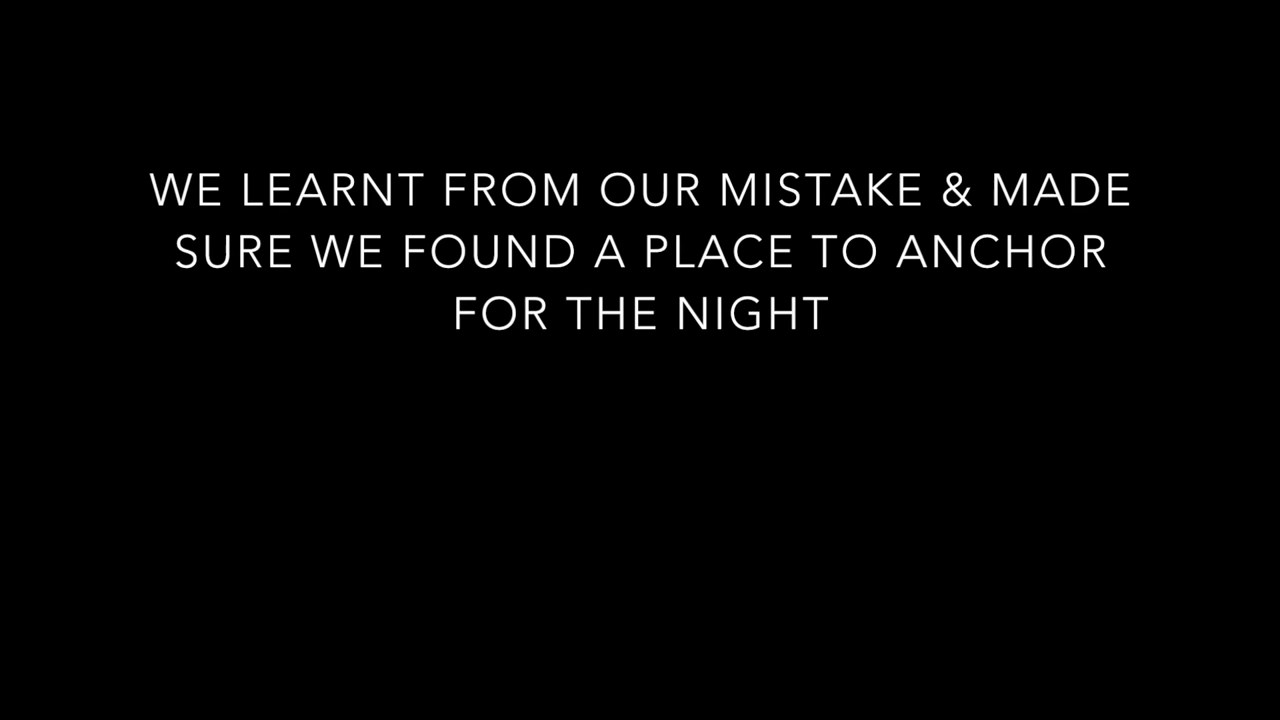 WE LEARNT FROM OUR MISTAKE & MADE
SURE WE FOUND A PLACE TO ANCHOR
FOR THE NIGHT